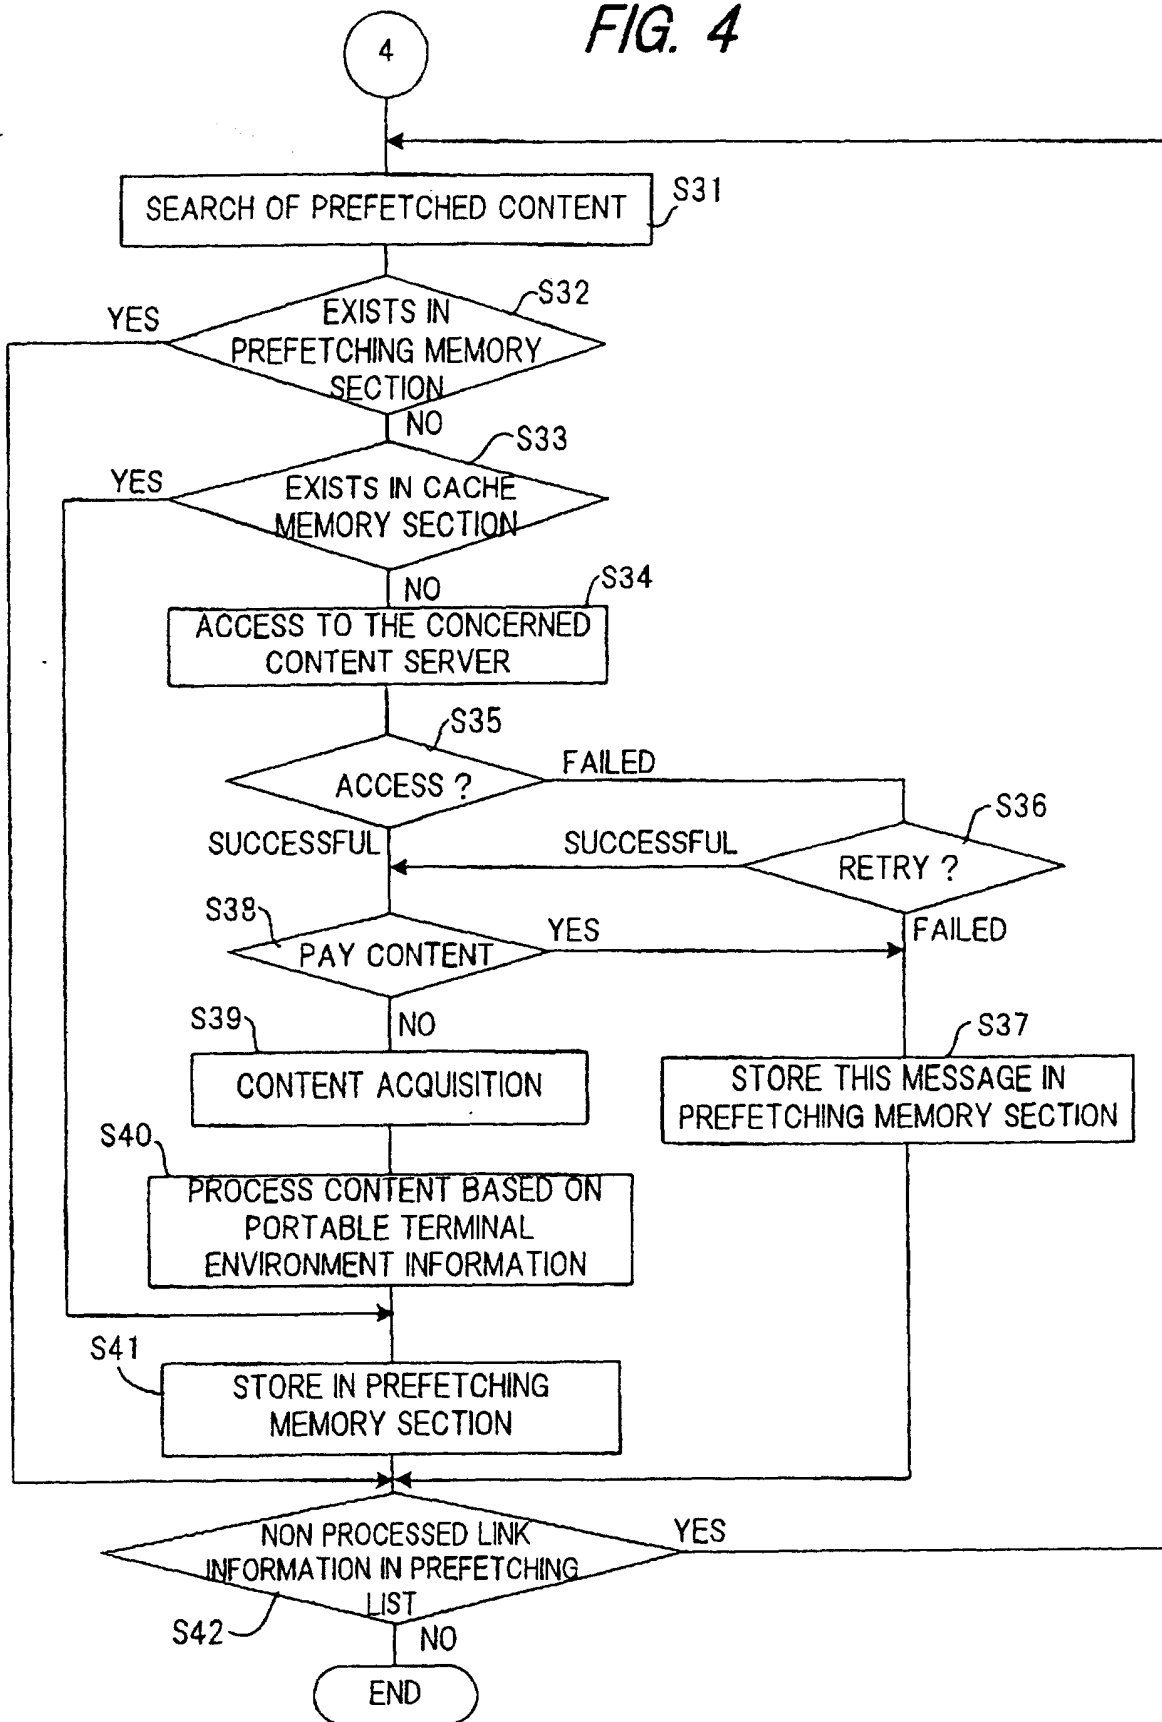 FIG. 4
4
SEARCH OF PREFETCHED CONTENT
S31
S32
YES
EXISTS IN
PREFETCHING MEMORY
SECTION
NO
S33
YES
EXISTS IN CACHE
MEMORY SECTION
NO
S34
ACCESS TO THE CONCERNED
CONTENT SERVER
S35
ACCESS ?
FAILED
S36
SUCCESSFUL
SUCCESSFUL
RETRY ?
S38
PAY CONTENT
YES
FAILED
S39
NO
S37
CONTENT ACQUISITION
STORE THIS MESSAGE IN
PREFETCHING MEMORY SECTION
S40
PROCESS CONTENT BASED ON
PORTABLE TERMINAL
ENVIRONMENT INFORMATION
S41
STORE IN PREFETCHING
MEMORY SECTION
NON PROCESSED LINK
INFORMATION IN PREFETCHING
LIST
YES
S42
NO
END